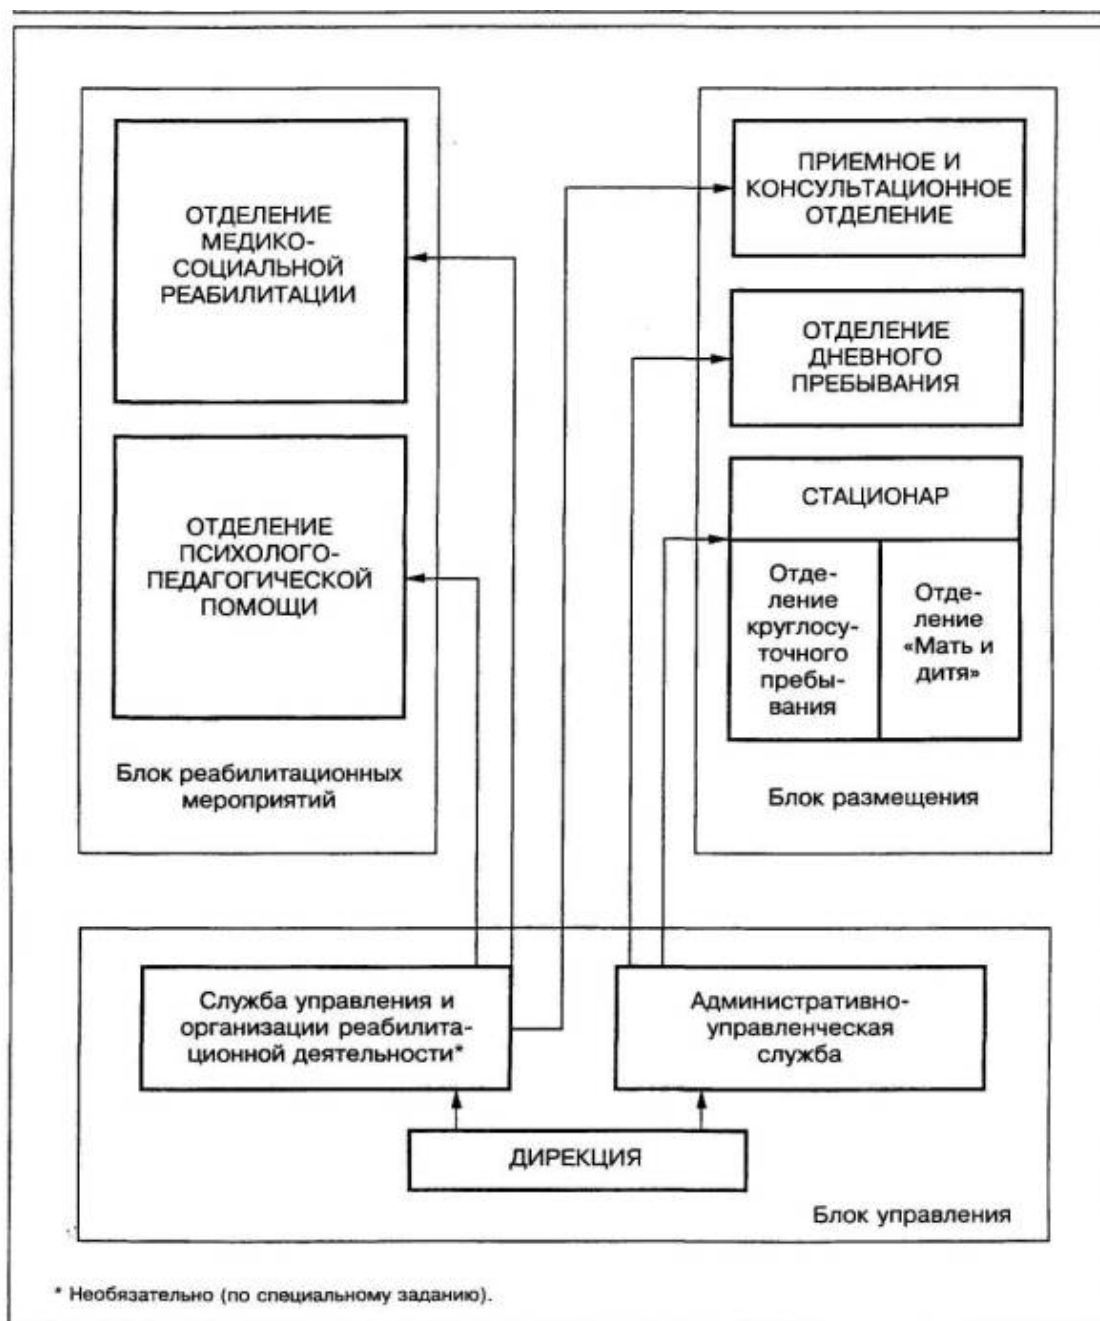 ОТДЕЛЕНИЕ
МЕДИКО-
СОЦИАЛЬНОЙ
РЕАБИЛИТАЦИИ
ОТДЕЛЕНИЕ
ПСИХОЛОГО-
ПЕДАГОГИЧЕСКОЙ
ПОМОЩИ
Блок реабилитационных
мероприятий
ПРИЕМНОЕ И
КОНСУЛЬТАЦИОННОЕ
ОТДЕЛЕНИЕ
ОТДЕЛЕНИЕ
ДНЕВНОГО
ПРЕБЫВАНИЯ
СТАЦИОНАР
Отде-
ление
круглосу-
точного
пребы-
вания
Отде-
ление
«Мать и
дитя»
Блок размещения
Служба управления и
организации реабилита-
ционной деятельности*
Административно-
управленческая
служба
ДИРЕКЦИЯ
Блок управления
* Необязательно (по специальному заданию).